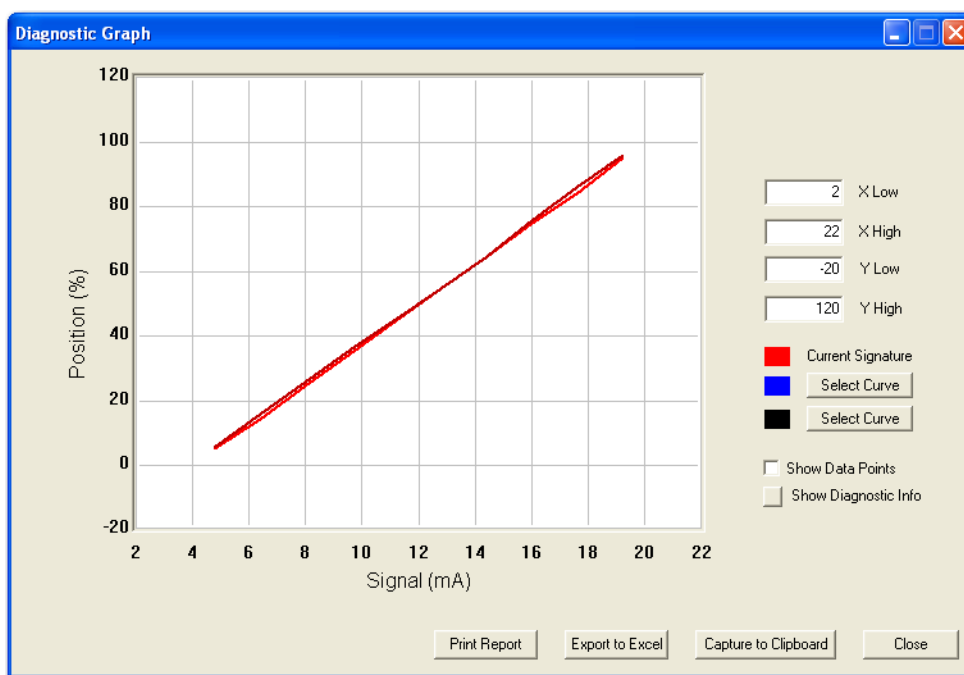 Diagnostic Graph
120
100
80
60
40
20
0
-20
Position (%)
2 4 6 8 10 12 14 16 18 20 22
Signal (mA)
2 X Low
22 X High
-20 Y Low
120 Y High
Current Signature
Select Curve
Select Curve
Show Data Points
Show Diagnostic Info
Print Report Export to Excel Capture to Clipboard Close